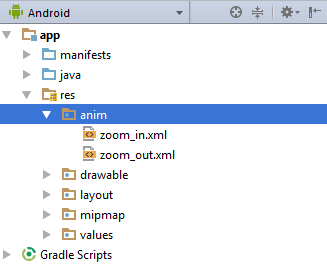 Android
app
manifests
java
res
anim
zoom_in.xml
zoom_out.xml
drawable
layout
mipmap
values
Gradle Scripts